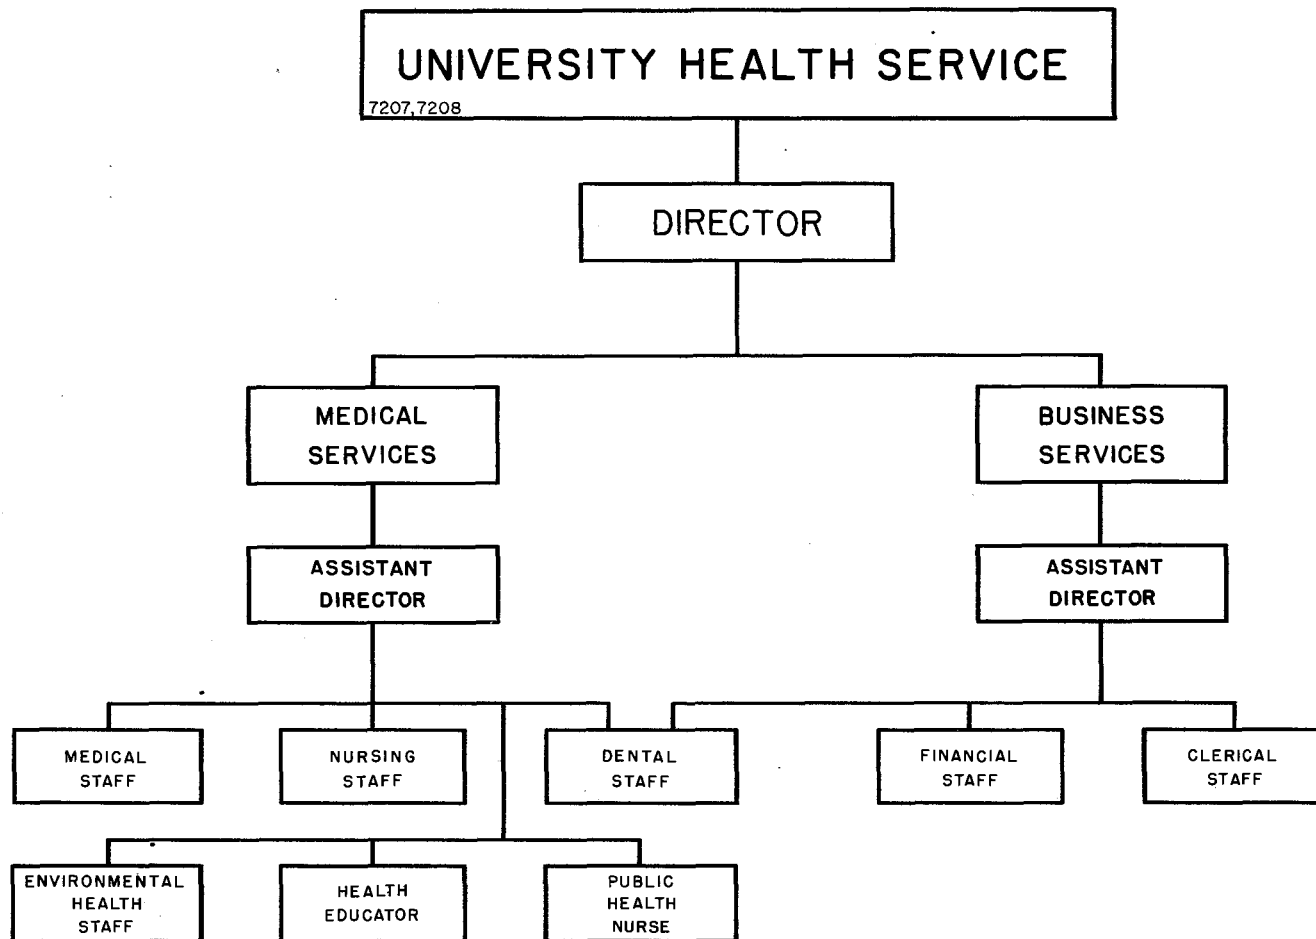 UNIVERSITY HEALTH SERVICE
7207,7208
DIRECTOR
MEDICAL
SERVICES
BUSINESS
SERVICES
ASSISTANT
DIRECTOR
ASSISTANT
DIRECTOR
MEDICAL
STAFF
NURSING
STAFF
DENTAL
STAFF
FINANCIAL
STAFF
CLERICAL
STAFF
ENVIRONMENTAL
HEALTH
STAFF
HEALTH
EDUCATOR
PUBLIC
HEALTH
NURSE